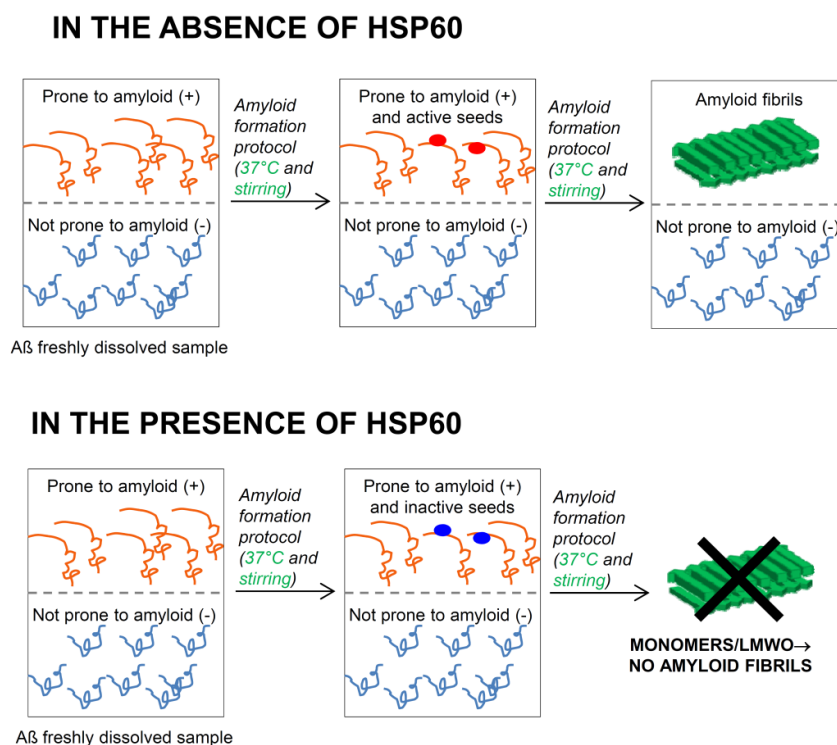 IN THE ABSENCE OF HSP60
Prone to amyloid (+)
Not prone to amyloid (-)
Aß freshly dissolved sample
Amyloid
formation
protocol
(37°C and
stirring)
Prone to amyloid (+)
and active seeds
Not prone to amyloid (-)
Amyloid
formation
protocol
(37°C and
stirring)
Amyloid fibrils
Not prone to amyloid (-)
IN THE PRESENCE OF HSP60
Prone to amyloid (+)
Not prone to amyloid (-)
Aß freshly dissolved sample
Amyloid
formation
protocol
(37°C and
stirring)
Prone to amyloid (+)
and inactive seeds
Not prone to amyloid (-)
Amyloid
formation
protocol
(37°C and
stirring)
MONOMERS/LMWO→
NO AMYLOID FIBRILS